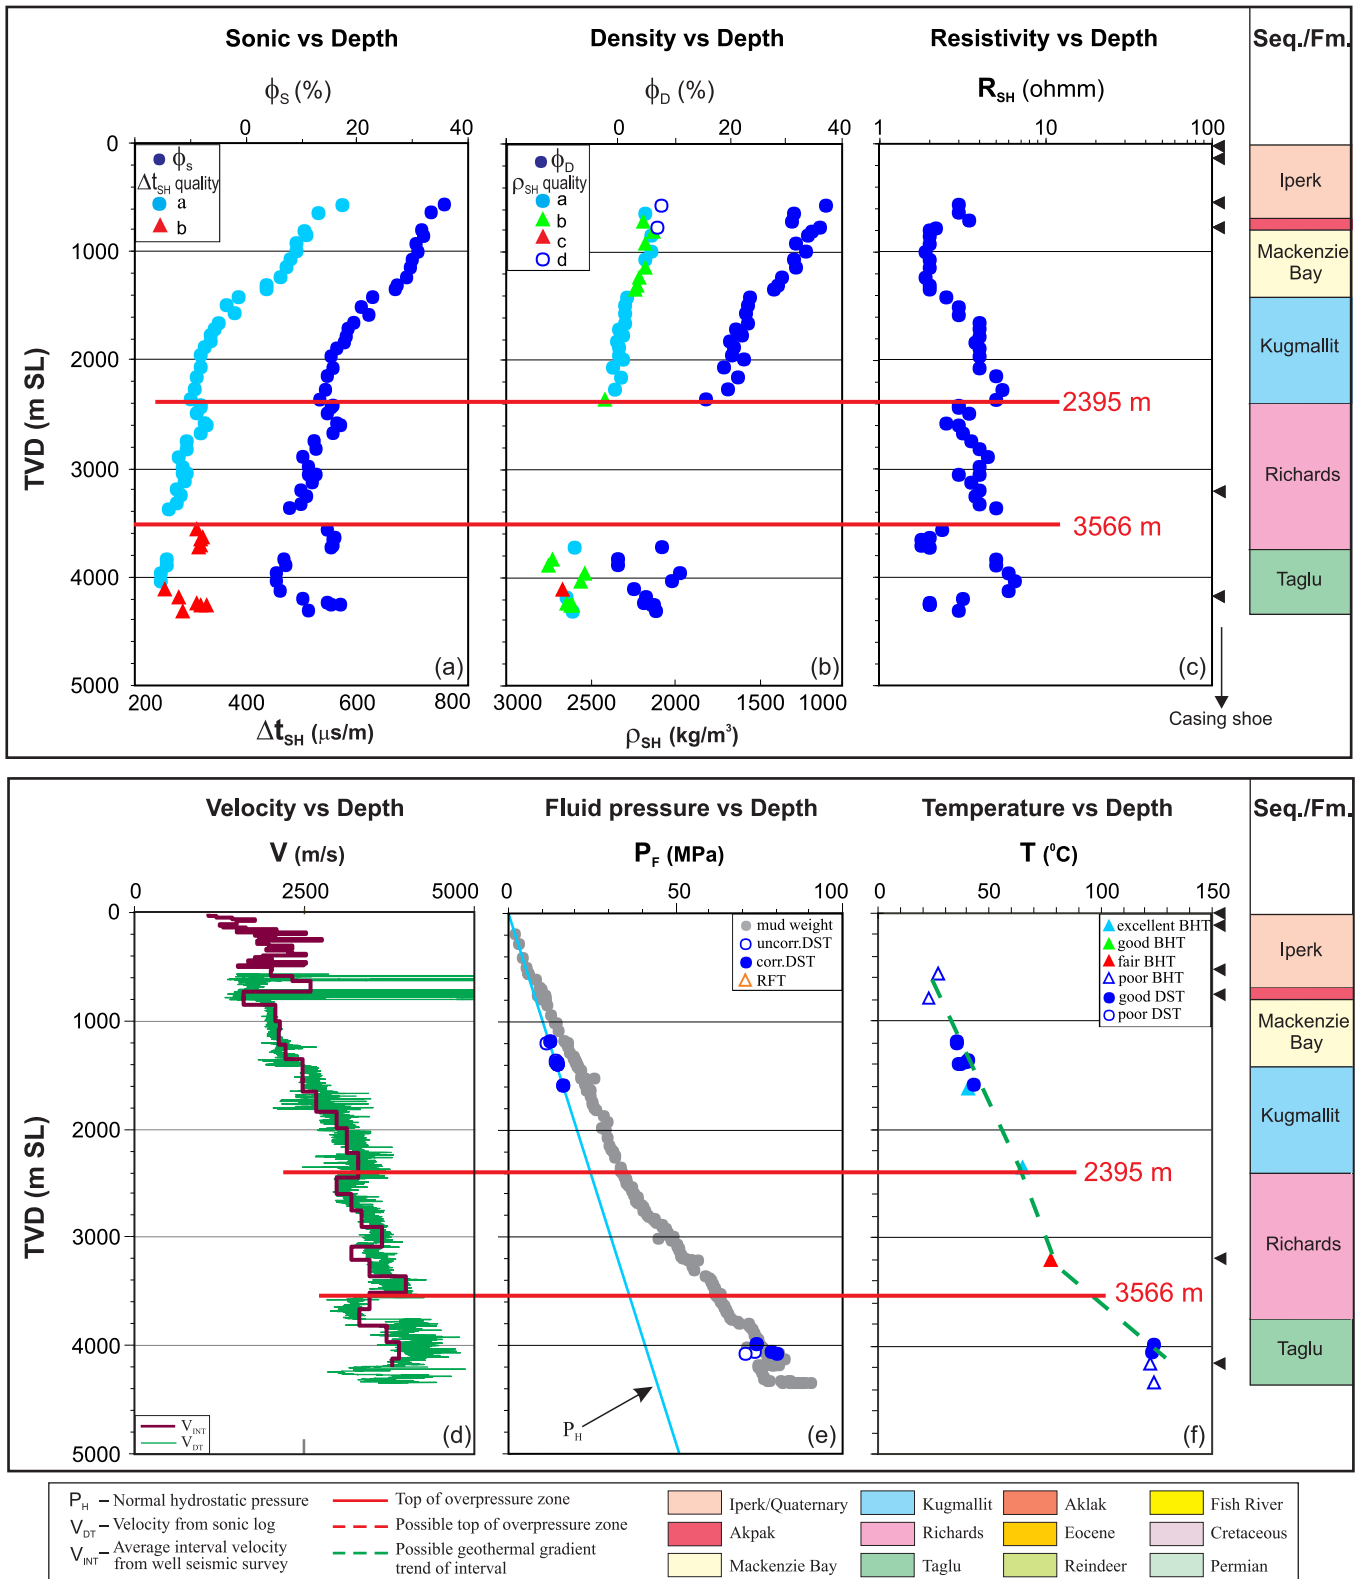 Sonic vs Depth
Density vs Depth
Resistivity vs Depth
Seq./Fm.
ϕS (%)
ϕD (%)
RSH (ohmm)
0 20 40
0 20 40
1 10 100
TVD (m SL)
0
1000
2000
3000
4000
5000
ϕs
ΔtSH quality
a
b
ϕD
ρSH quality
a
b
c
d
2395 m
3566 m
(a)
(b)
(c)
200 400 600 800
3000 2500 2000 1500 1000
ΔtSH (µs/m)
ρSH (kg/m³)
Iperk
Mackenzie
Bay
Kugmallit
Richards
Taglu
Casing shoe
Velocity vs Depth
Fluid pressure vs Depth
Temperature vs Depth
Seq./Fm.
V (m/s)
PF (MPa)
T (⁰C)
0 2500 5000
0 50 100
0 50 100 150
TVD (m SL)
0
1000
2000
3000
4000
5000
mud weight
uncorr.DST
corr.DST
RFT
excellent BHT
good BHT
fair BHT
poor BHT
good DST
poor DST
2395 m
3566 m
PH
VINT
VDT
(d)
(e)
(f)
Iperk
Mackenzie
Bay
Kugmallit
Richards
Taglu
PH – Normal hydrostatic pressure
VDT – Velocity from sonic log
VINT – Average interval velocity
from well seismic survey
Top of overpressure zone
Possible top of overpressure zone
Possible geothermal gradient
trend of interval
Iperk/Quaternary
Akpak
Mackenzie Bay
Kugmallit
Richards
Taglu
Aklak
Eocene
Reindeer
Fish River
Cretaceous
Permian